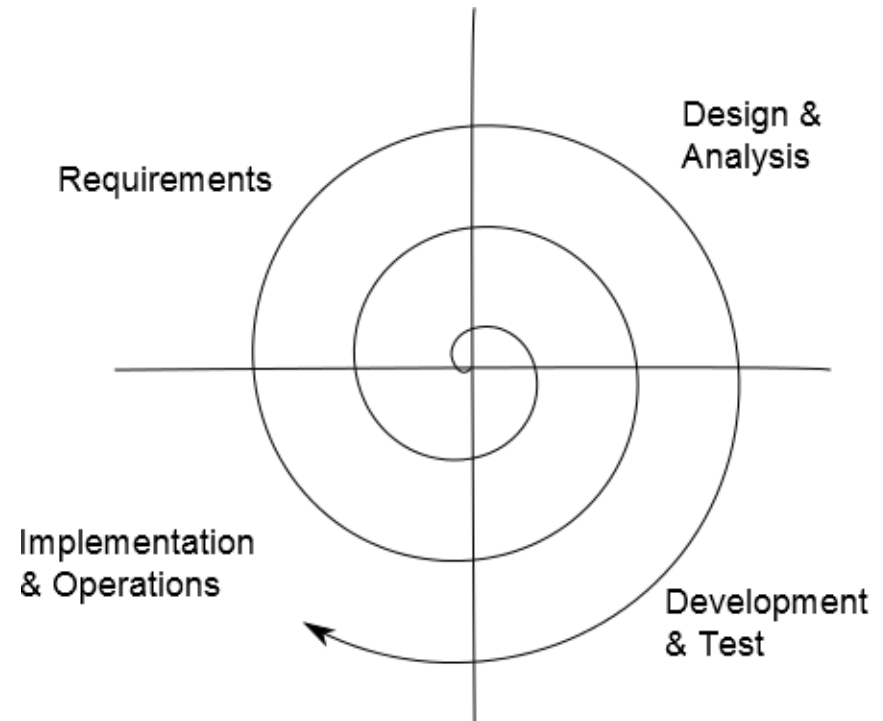 Design &
Analysis
Requirements
Implementation
& Operations
Development
& Test